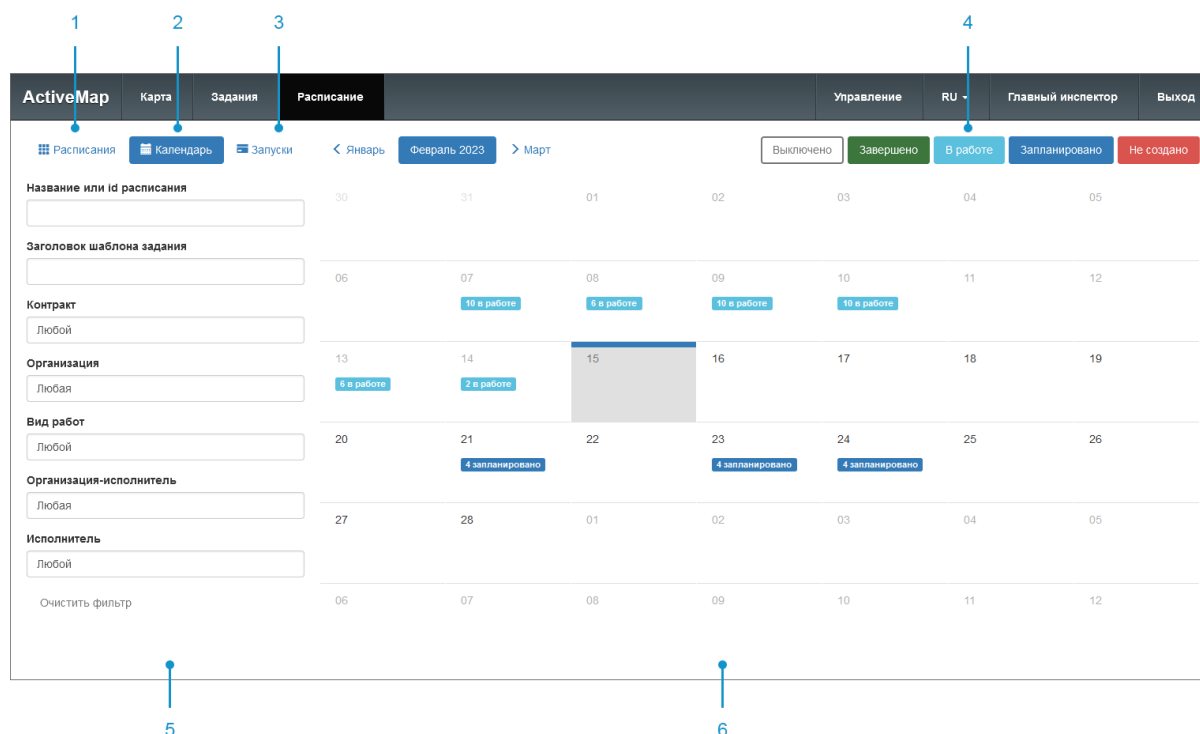 1 2 3 4
ActiveMap Карта Задания Расписание Управление RU Главный инспектор Выход
Расписания Календарь Запуски Январь Февраль 2023 Март Выключено Завершено В работе Запланировано Не создано
Название или id расписания
30 31 01 02 03 04 05
Заголовок шаблона задания
06 07 08 09 10 11 12
Контракт
10 в работе 6 в работе 10 в работе 10 в работе
Любой
Организация
13 14 15 16 17 18 19
Любая
6 в работе 2 в работе
Вид работ
Любой
20 21 22 23 24 25 26
4 запланировано 4 запланировано 4 запланировано
Организация-исполнитель
Любая
27 28 01 02 03 04 05
Исполнитель
Любой
Очистить фильтр
06 07 08 09 10 11 12
5 6